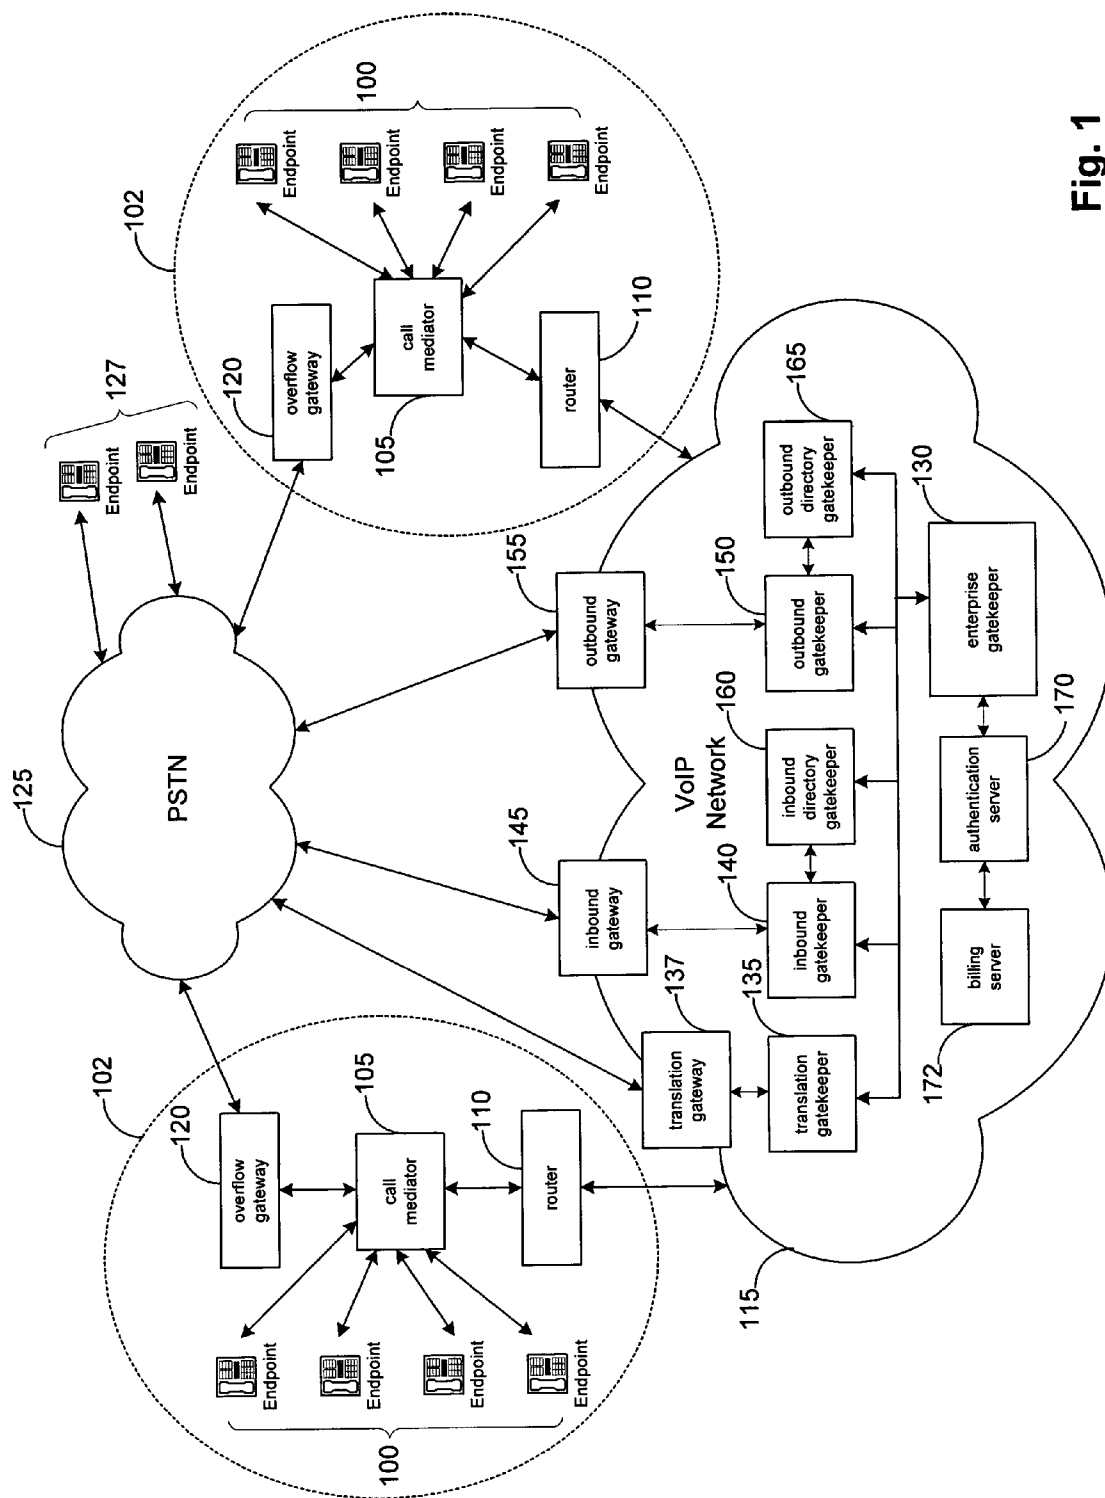 125
PSTN
127
Endpoint
Endpoint
102
120
overflow
gateway
105
call
mediator
110
router
Endpoint
Endpoint
Endpoint
Endpoint
100
102
120
overflow
gateway
105
call
mediator
110
router
Endpoint
Endpoint
Endpoint
Endpoint
100
115
137
translation
gateway
145
inbound
gateway
155
outbound
gateway
VoIP
Network
135
translation
gatekeeper
140
inbound
gatekeeper
160
inbound
directory
gatekeeper
150
outbound
gatekeeper
165
outbound
directory
gatekeeper
172
billing
server
170
authentication
server
130
enterprise
gatekeeper
Fig. 1